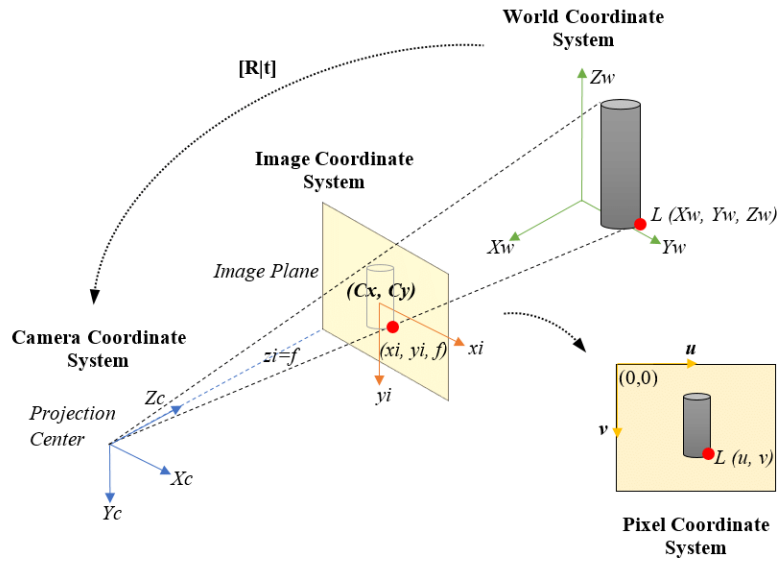 World Coordinate
System
[R|t]
Zw
Image Coordinate
System
L (Xw, Yw, Zw)
Xw
Yw
Image Plane
(Cx, Cy)
Camera Coordinate
System
zi=f
(xi, yi, f)
xi
yi
u
(0,0)
Zc
Projection
Center
v
L (u, v)
Xc
Yc
Pixel Coordinate
System